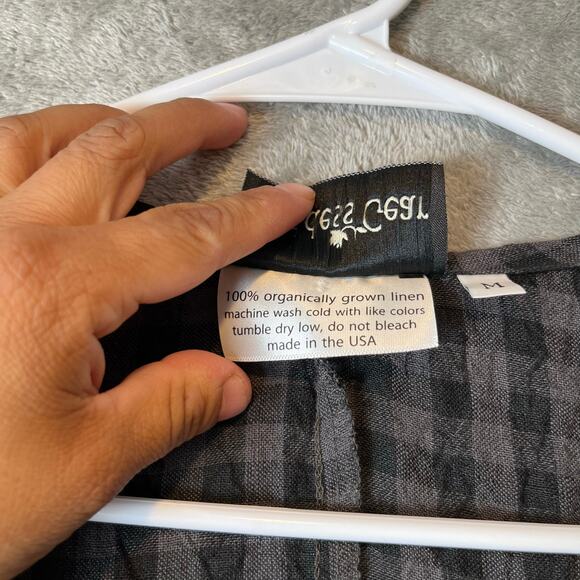 Gear
M
100% organically grown linen
machine wash cold with like colors
tumble dry low, do not bleach
made in the USA